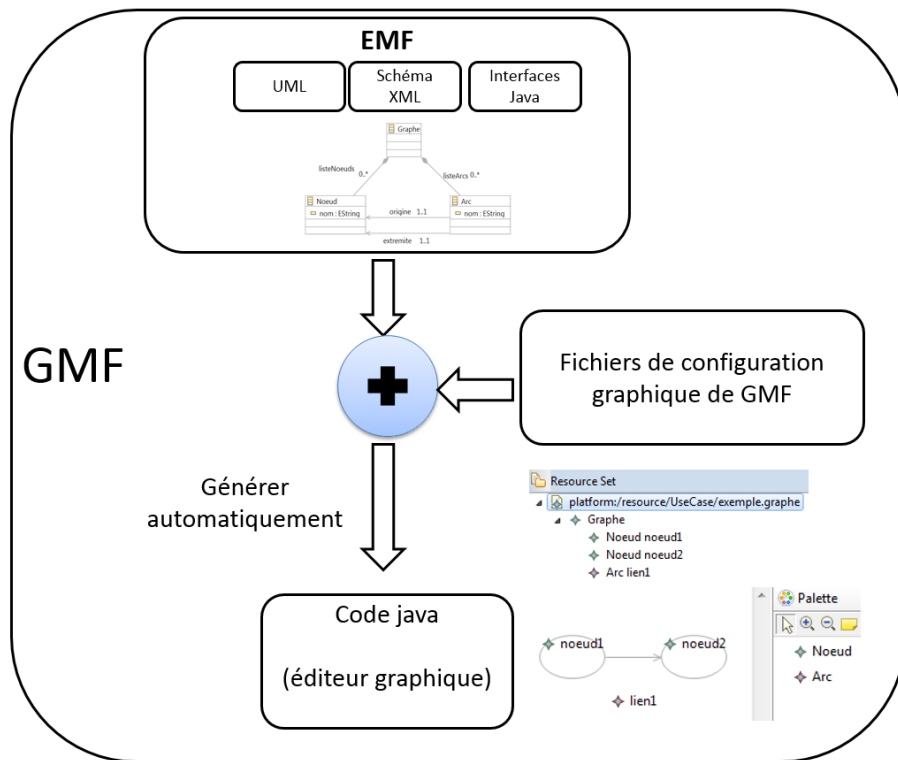 EMF
UML
Schéma
XML
Interfaces
Java
Graphe
listeNoeuds
0..*
listeArcs
0..*
Noeud
nom : EString
origine 1..1
extremite 1..1
Arc
nom : EString
GMF
Fichiers de configuration
graphique de GMF
Générer
automatiquement
Resource Set
platform:/resource/UseCase/exemple.graphe
Graphe
Noeud noeud1
Noeud noeud2
Arc lien1
Code java
(éditeur graphique)
noeud1
noeud2
lien1
Palette
Noeud
Arc